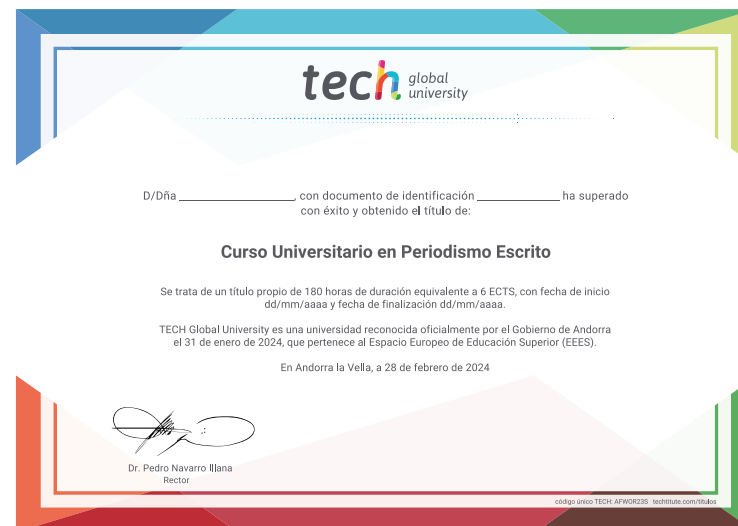 tech global university
D/Dña ____________________, con documento de identificación ______________ ha superado
con éxito y obtenido el título de:
Curso Universitario en Periodismo Escrito
Se trata de un título propio de 180 horas de duración equivalente a 6 ECTS, con fecha de inicio
dd/mm/aaaa y fecha de finalización dd/mm/aaaa.
TECH Global University es una universidad reconocida oficialmente por el Gobierno de Andorra
el 31 de enero de 2024, que pertenece al Espacio Europeo de Educación Superior (EEES).
En Andorra la Vella, a 28 de febrero de 2024
Dr. Pedro Navarro Illana
Rector
código único TECH: AFWOR23S techtitute.com/titulos